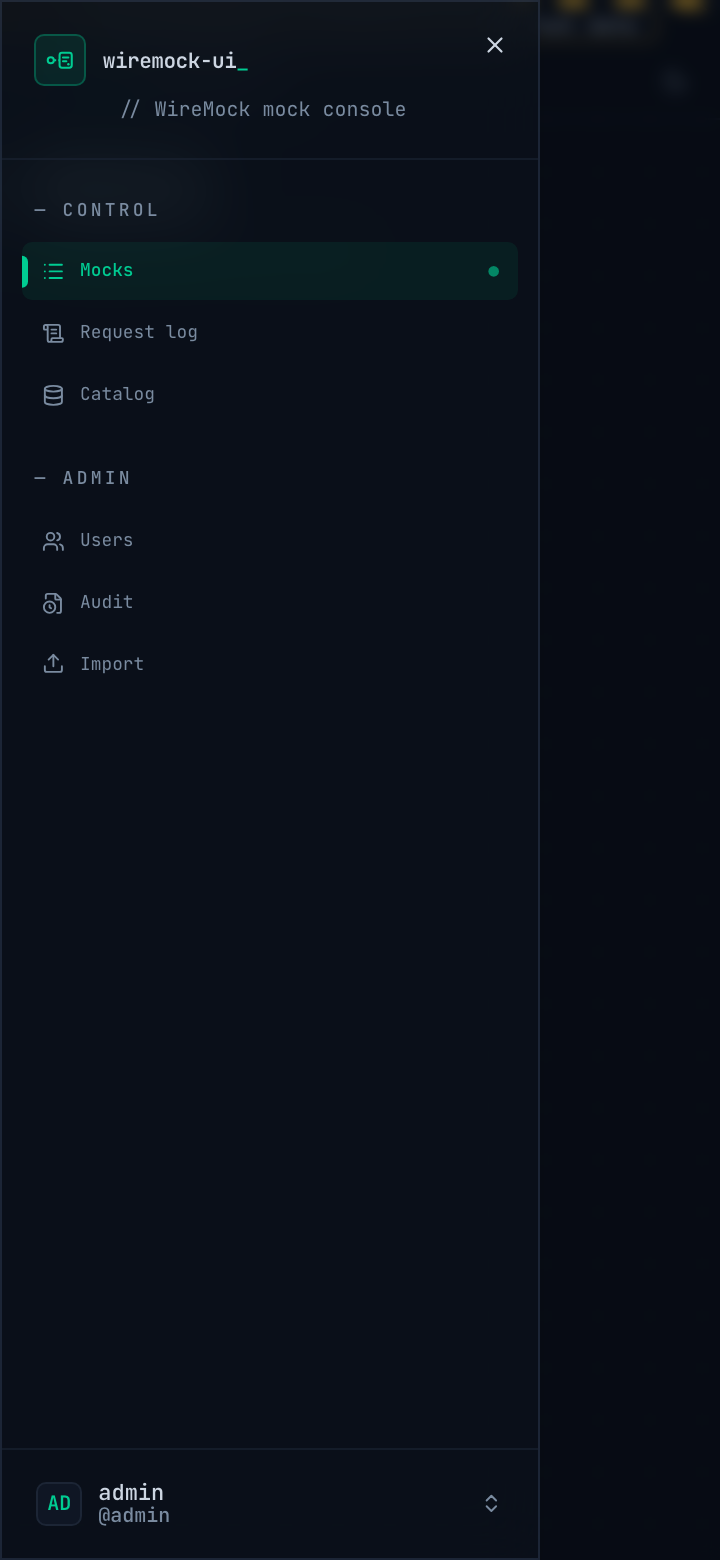 wiremock-ui_
// WireMock mock console
— CONTROL
Mocks
Request log
Catalog
— ADMIN
Users
Audit
Import
AD
admin
@admin